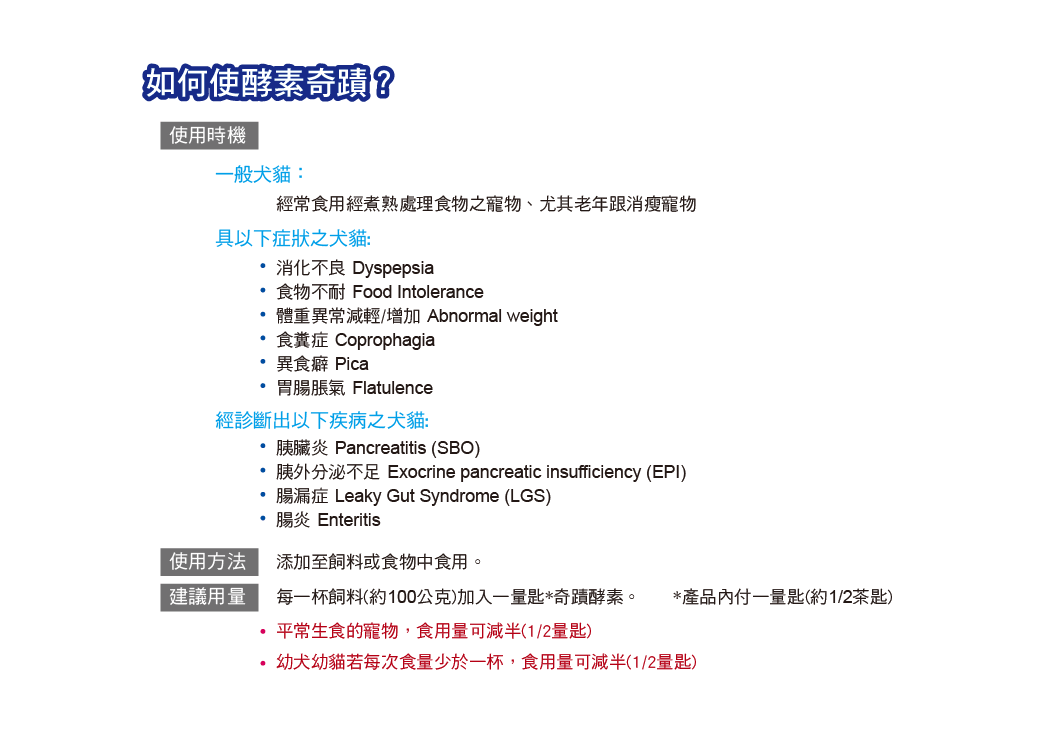 如何使酵素奇蹟？
使用時機
一般犬貓：
經常食用經煮熟處理食物之寵物、尤其老年跟消瘦寵物
具以下症狀之犬貓:
• 消化不良 Dyspepsia
• 食物不耐 Food Intolerance
• 體重異常減輕/增加 Abnormal weight
• 食糞症 Coprophagia
• 異食癖 Pica
• 胃腸脹氣 Flatulence
經診斷出以下疾病之犬貓:
• 胰臟炎 Pancreatitis (SBO)
• 胰外分泌不足 Exocrine pancreatic insufficiency (EPI)
• 腸漏症 Leaky Gut Syndrome (LGS)
• 腸炎 Enteritis
使用方法 添加至飼料或食物中食用。
建議用量 每一杯飼料(約100公克)加入一量匙*奇蹟酵素。 *產品內付一量匙(約1/2茶匙)
• 平常生食的寵物，食用量可減半(1/2量匙)
• 幼犬幼貓若每次食量少於一杯，食用量可減半(1/2量匙)